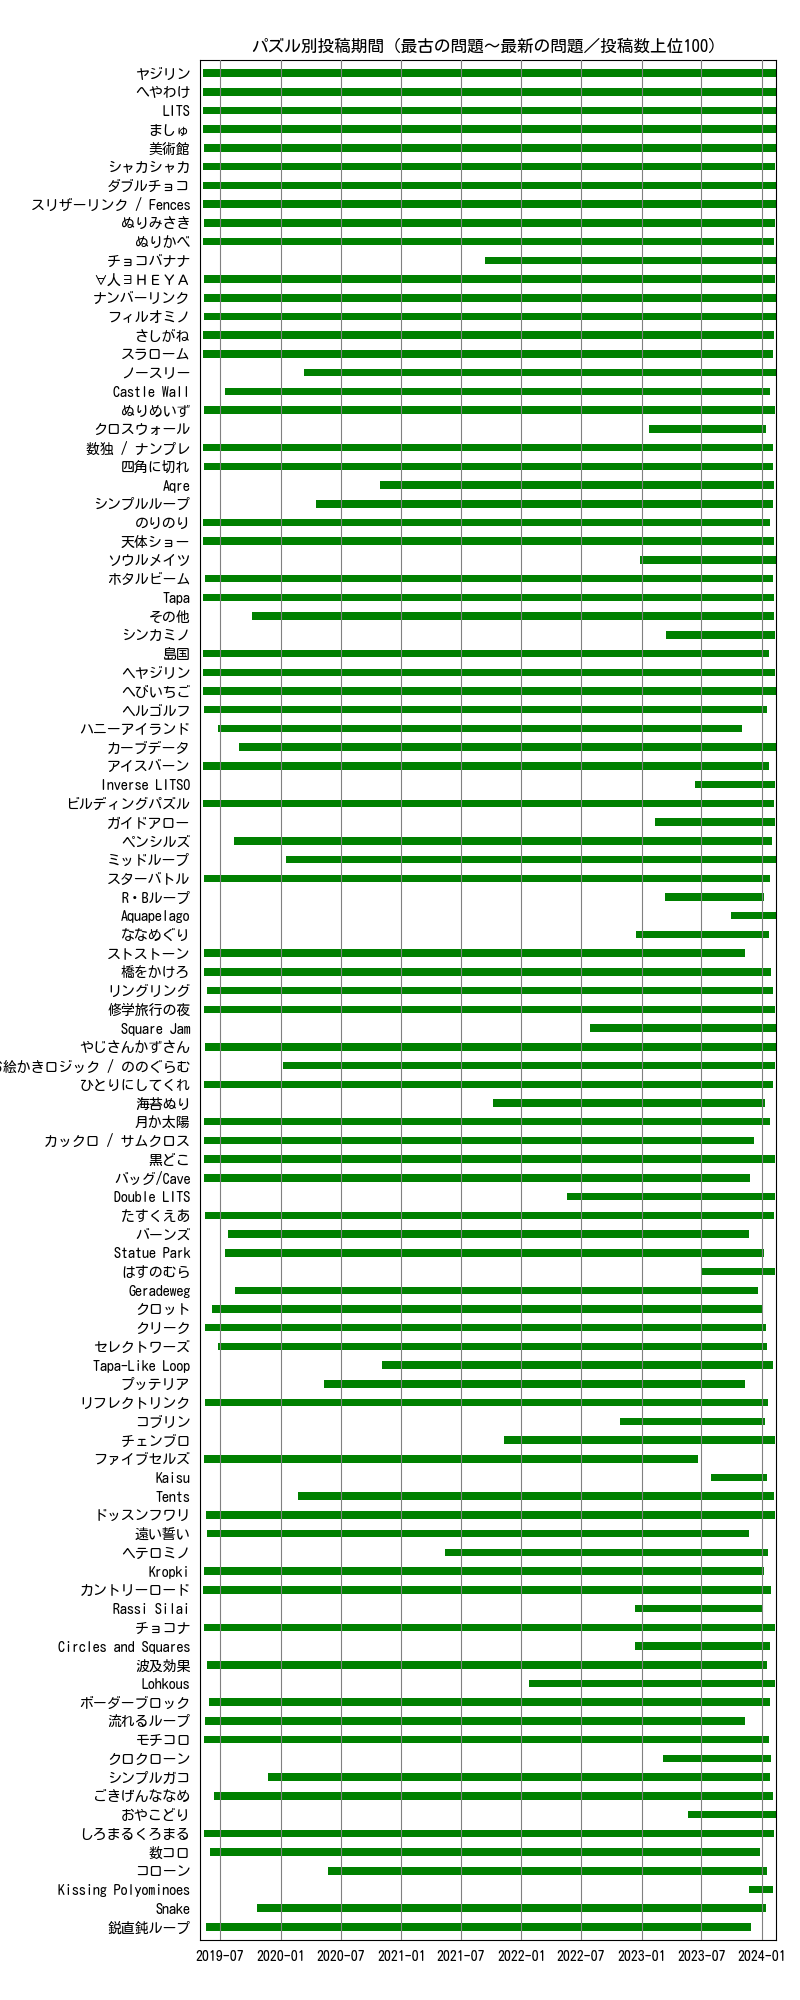 パズル別投稿期間（最古の問題～最新の問題／投稿数上位100）
ヤジリン
へやわけ
LITS
ましゅ
美術館
シャカシャカ
ダブルチョコ
スリザーリンク / Fences
ぬりみさき
ぬりかべ
チョコバナナ
∀人∃ＨＥＹＡ
ナンバーリンク
フィルオミノ
さしがね
スラローム
ノースリー
Castle Wall
ぬりめいず
クロスウォール
数独 / ナンプレ
四角に切れ
Aqre
シンプルループ
のりのり
天体ショー
ソウルメイツ
ホタルビーム
Tapa
その他
シンカミノ
島国
ヘヤジリン
へびいちご
ヘルゴルフ
ハニーアイランド
カーブデータ
アイスバーン
Inverse LITSO
ビルディングパズル
ガイドアロー
ペンシルズ
ミッドループ
スターバトル
R・Bループ
Aquapelago
ななめぐり
ストストーン
橋をかけろ
リングリング
修学旅行の夜
Square Jam
やじさんかずさん
絵かきロジック / ののぐらむ
ひとりにしてくれ
海苔ぬり
月か太陽
カックロ / サムクロス
黒どこ
バッグ/Cave
Double LITS
たすくえあ
バーンズ
Statue Park
はすのむら
Geradeweg
クロット
クリーク
セレクトワーズ
Tapa-Like Loop
プッテリア
リフレクトリンク
コブリン
チェンブロ
ファイブセルズ
Kaisu
Tents
ドッスンフワリ
遠い誓い
ヘテロミノ
Kropki
カントリーロード
Rassi Silai
チョコナ
Circles and Squares
波及効果
Lohkous
ボーダーブロック
流れるループ
モチコロ
クロクローン
シンプルガコ
ごきげんななめ
おやこどり
しろまるくろまる
数コロ
コローン
Kissing Polyominoes
Snake
鋭直鈍ループ
2019-07 2020-01 2020-07 2021-01 2021-07 2022-01 2022-07 2023-01 2023-07 2024-01